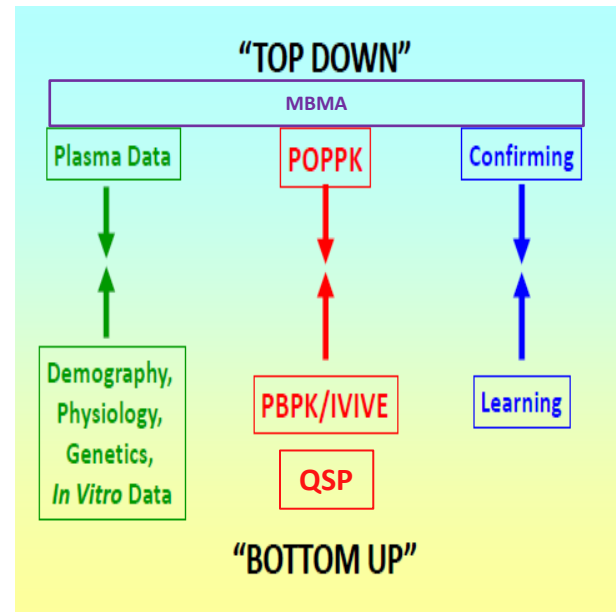 “TOP DOWN”
MBMA
Plasma Data
POPPK
Confirming
Demography,
Physiology,
Genetics,
In Vitro Data
PBPK/IVIVE
Learning
QSP
“BOTTOM UP”